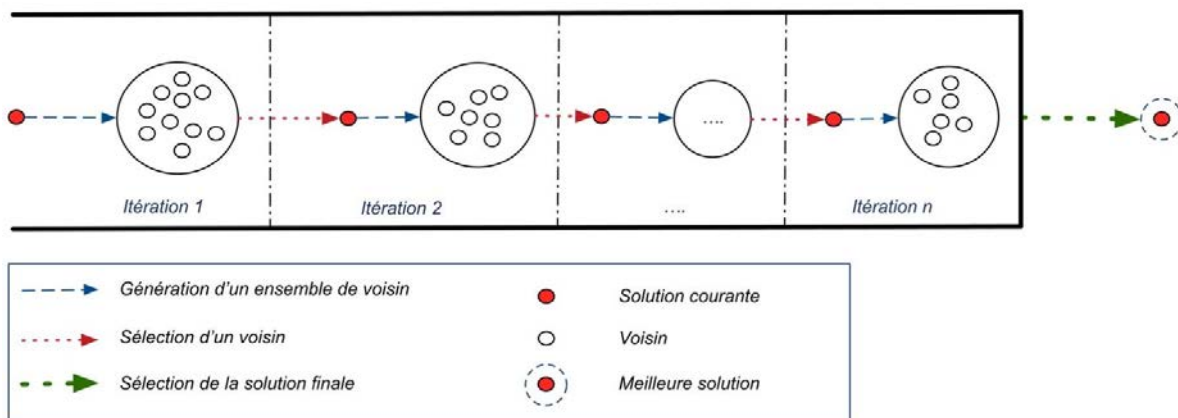 ....
Itération 1
Itération 2
....
Itération n
Génération d'un ensemble de voisin
Solution courante
Sélection d'un voisin
Voisin
Sélection de la solution finale
Meilleure solution